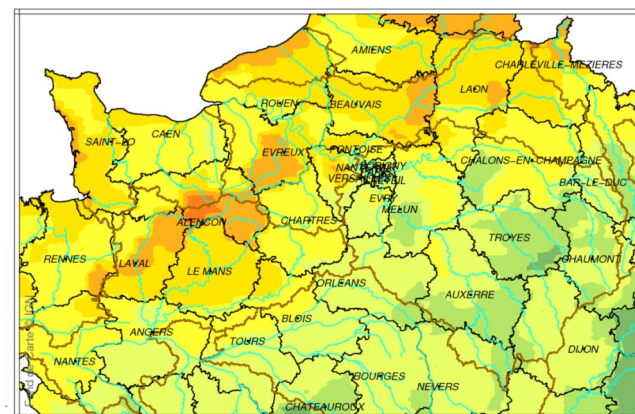 AMIENS
CHARLEVILLE-MEZIERES
LAON
ROUEN
BEAUVAIS
SAINT-LO
CAEN
EVREUX
PONTOISE
CHALONS-EN-CHAMPAGNE
BAR-LE-DUC
EVRY
MELUN
ALENCON
CHARTRES
TROYES
CHAUMONT
RENNES
LAVAL
LE MANS
ORLEANS
AUXERRE
ANGERS
BLOIS
TOURS
DIJON
NANTES
BOURGES
NEVERS
CHATEAUROUX